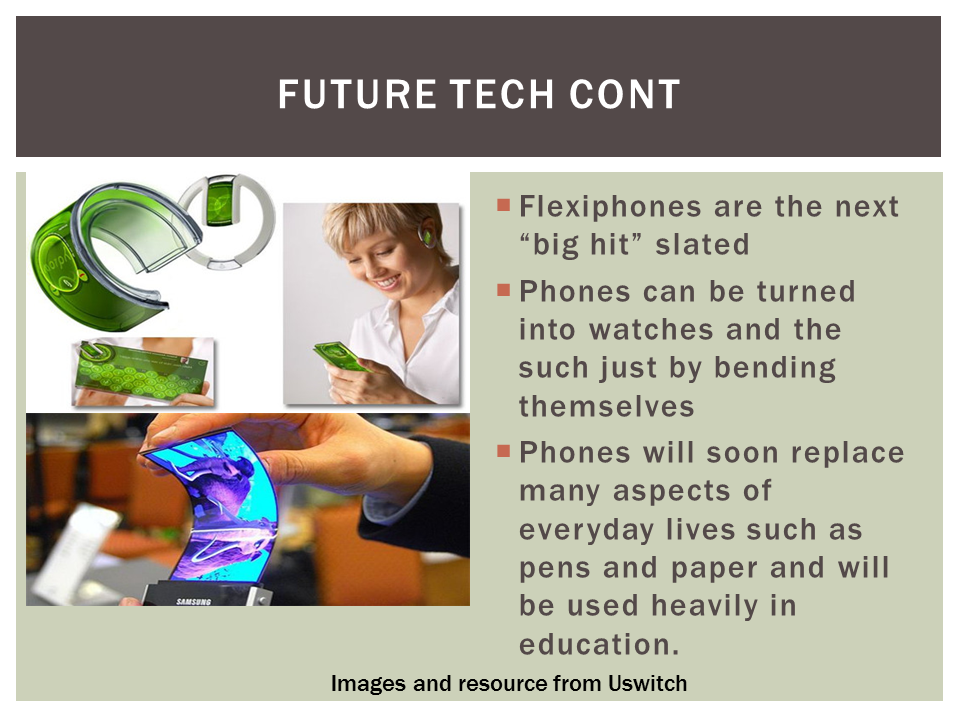 FUTURE TECH CONT
Flexiphones are the next
“big hit” slated
Phones can be turned
into watches and the
such just by bending
themselves
Phones will soon replace
many aspects of
everyday lives such as
pens and paper and will
be used heavily in
education.
SAMSUNG
Images and resource from Uswitch